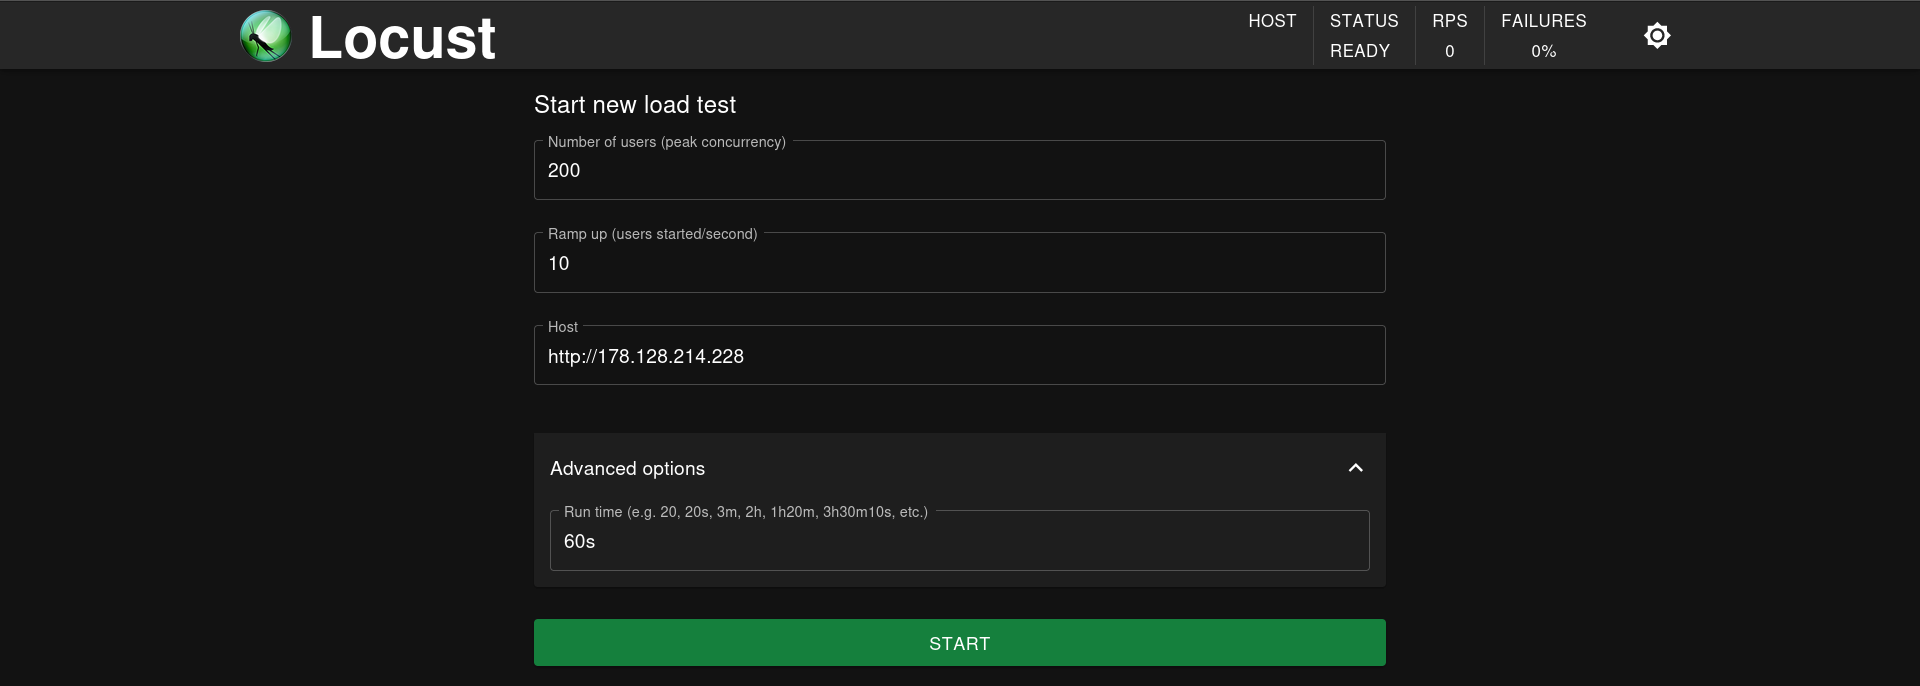 Locust
HOST
STATUS
READY
RPS
0
FAILURES
0%
Start new load test
Number of users (peak concurrency)
200
Ramp up (users started/second)
10
Host
http://178.128.214.228
Advanced options
Run time (e.g. 20, 20s, 3m, 2h, 1h20m, 3h30m10s, etc.)
60s
START